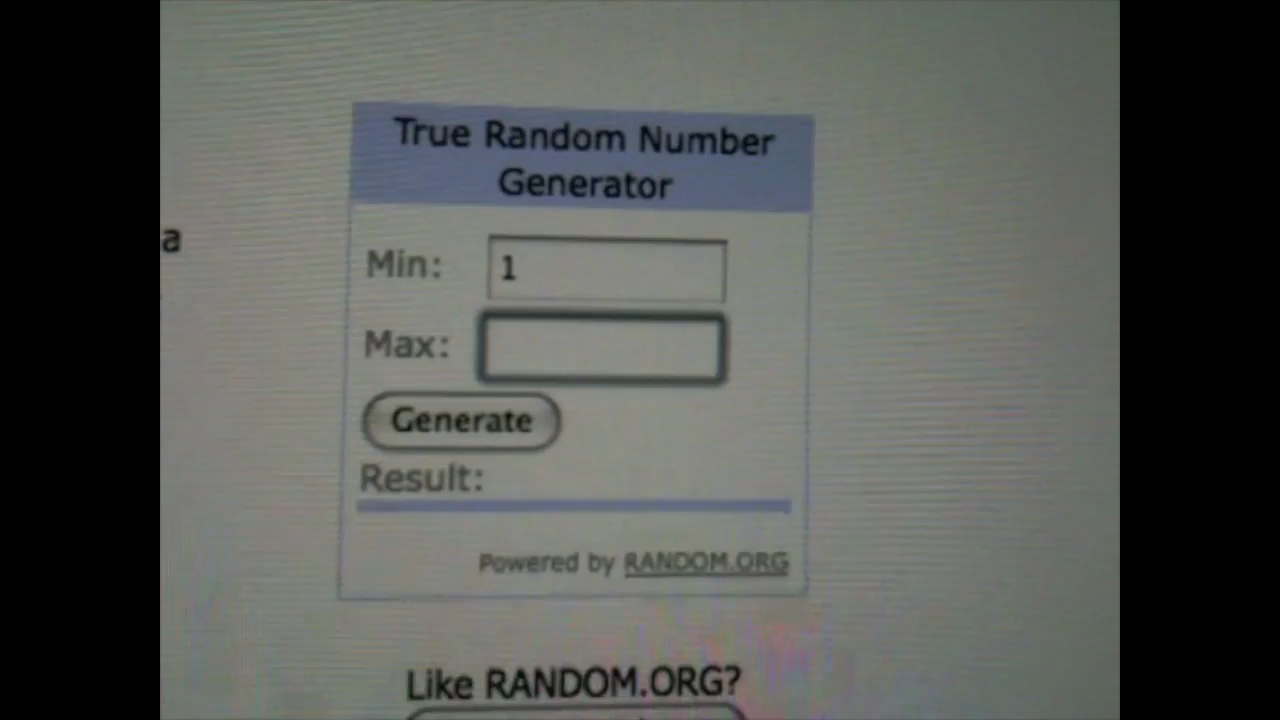 True Random Number
Generator
a
Min: 1
Max:
Generate
Result:
Powered by RANDOM.ORG
Like RANDOM.ORG?